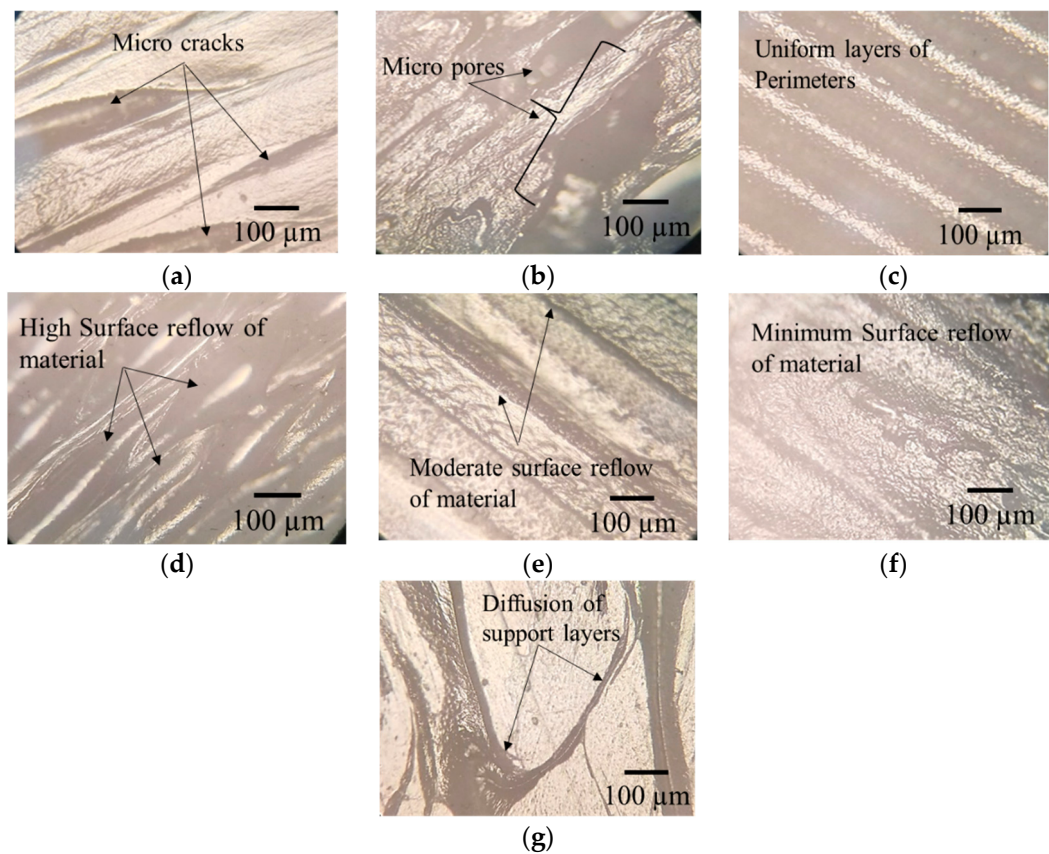 Micro cracks
100 µm
(a)
Micro pores
100 µm
(b)
Uniform layers of
Perimeters
100 µm
(c)
High Surface reflow of
material
100 µm
(d)
Moderate surface reflow
of material
100 µm
(e)
Minimum Surface reflow
of material
100 µm
(f)
Diffusion of
support layers
100 µm
(g)